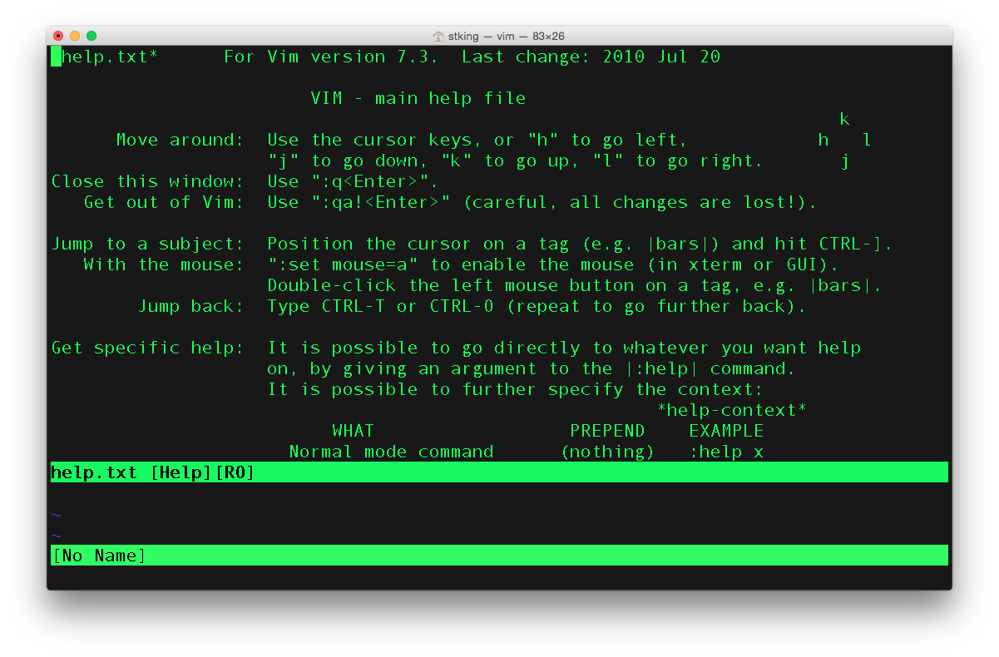 stking — vim — 83×26
help.txt*      For Vim version 7.3.  Last change: 2010 Jul 20
                        VIM - main help file
                                                                         k
      Move around:  Use the cursor keys, or "h" to go left,            h   l
                    "j" to go down, "k" to go up, "l" to go right.       j
Close this window:  Use ":q<Enter>".
   Get out of Vim:  Use ":qa!<Enter>" (careful, all changes are lost!).
Jump to a subject:  Position the cursor on a tag (e.g. |bars|) and hit CTRL-].
   With the mouse:  ":set mouse=a" to enable the mouse (in xterm or GUI).
                    Double-click the left mouse button on a tag, e.g. |bars|.
        Jump back:  Type CTRL-T or CTRL-O (repeat to go further back).
Get specific help:  It is possible to go directly to whatever you want help
                    on, by giving an argument to the |:help| command.
                    It is possible to further specify the context:
                                                        *help-context*
                          WHAT                  PREPEND    EXAMPLE
                      Normal mode command      (nothing)   :help x
help.txt [Help][RO]
~
~
[No Name]